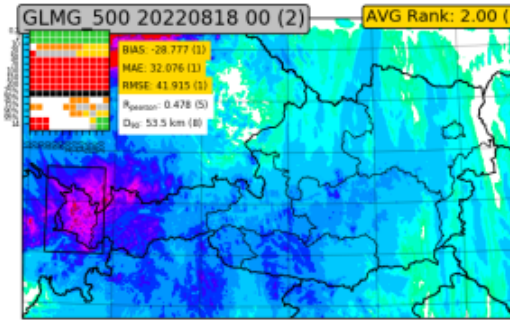 GLMG_500 20220818 00 (2)
AVG Rank: 2.00 (
BIAS: -28.777 (1)
MAE: 32.076 (1)
RMSE: 41.915 (1)
Rpearson: 0.478 (5)
D90: 53.5 km (8)